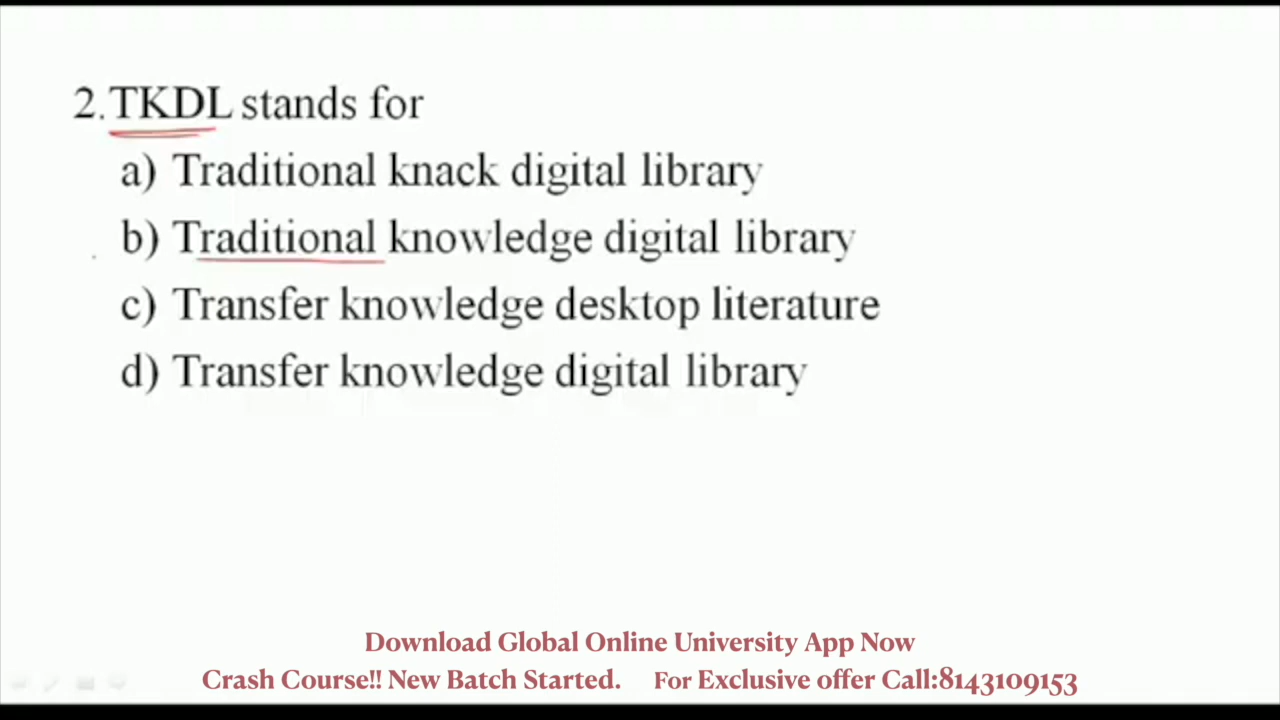 2. TKDL stands for
a) Traditional knack digital library
b) Traditional knowledge digital library
c) Transfer knowledge desktop literature
d) Transfer knowledge digital library
Download Global Online University App Now
Crash Course!! New Batch Started. For Exclusive offer Call:8143109153